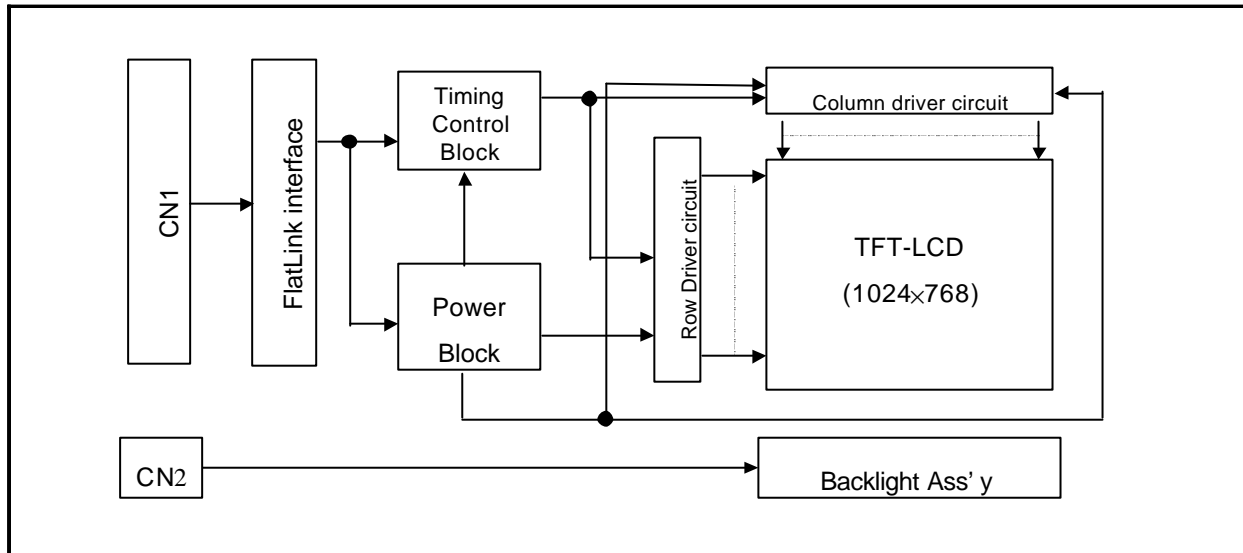 CN1
FlatLink interface
Timing
Control
Block
Power
Block
Row Driver circuit
Column driver circuit
TFT-LCD
(1024×768)
CN2
Backlight Ass' y